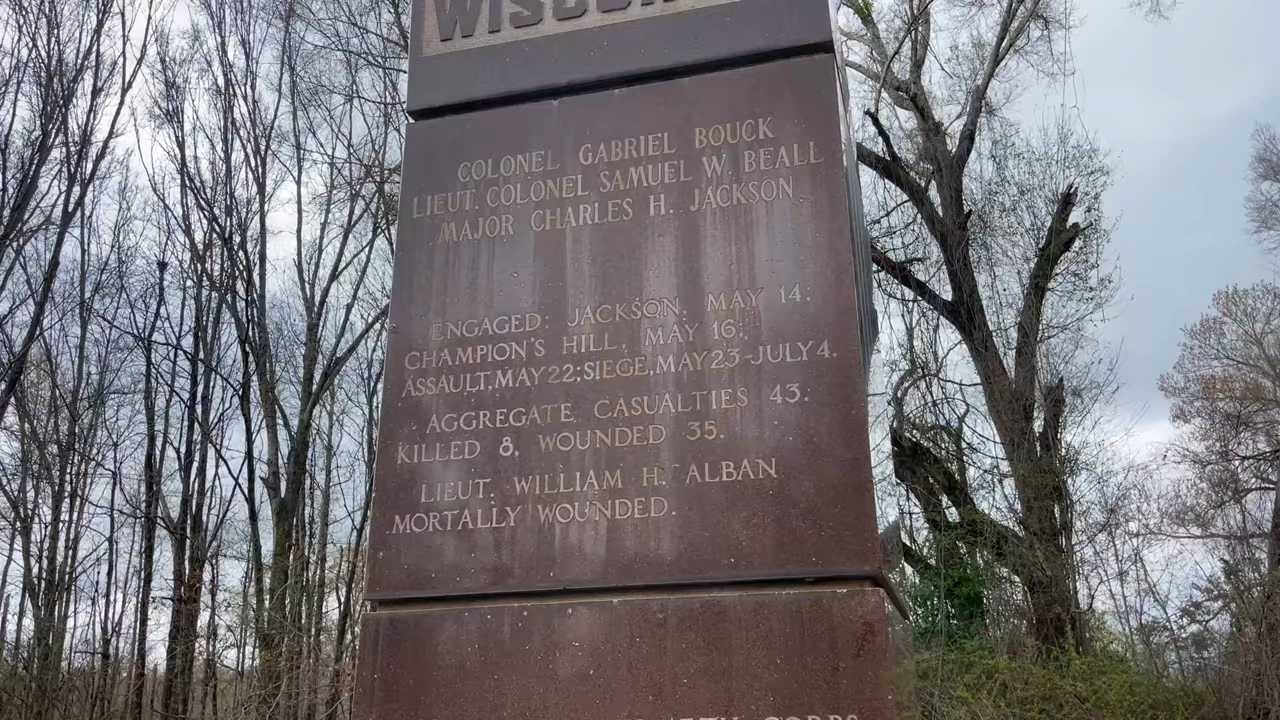 COLONEL GABRIEL BOUCK
LIEUT. COLONEL SAMUEL W. BEALL
MAJOR CHARLES H. JACKSON.
ENGAGED: JACKSON, MAY 14;
CHAMPION'S HILL, MAY 16;
ASSAULT, MAY 22; SIEGE, MAY 23-JULY 4.
AGGREGATE CASUALTIES 43:
KILLED 8, WOUNDED 35.
LIEUT. WILLIAM H. ALBAN
MORTALLY WOUNDED.
CORPS